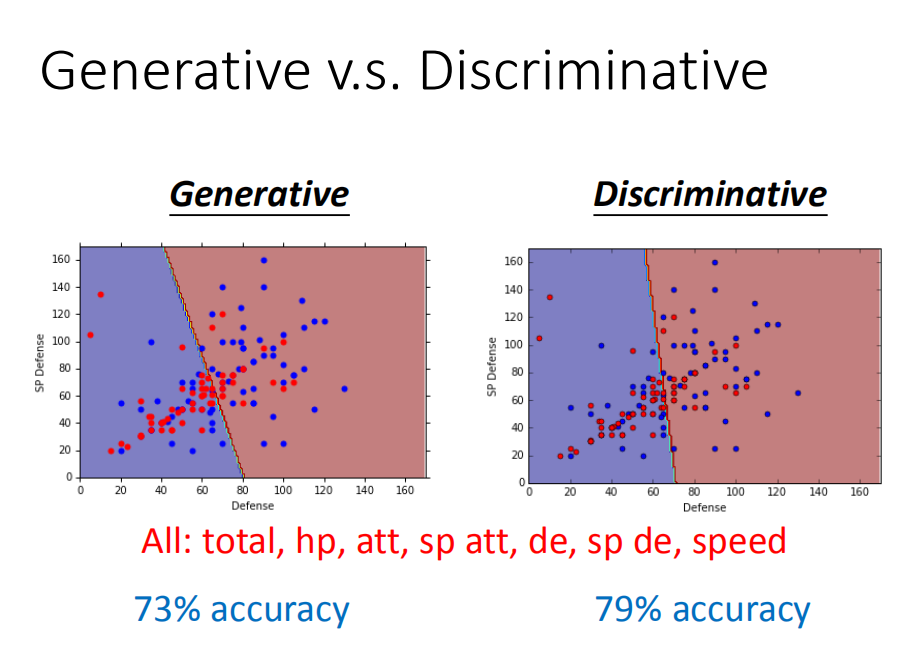 Generative v.s. Discriminative
Generative
Discriminative
160
140
120
100
80
60
40
20
0
SP Defense
0 20 40 60 80 100 120 140 160
Defense
160
140
120
100
80
60
40
20
0
SP Defense
0 20 40 60 80 100 120 140 160
Defense
All: total, hp, att, sp att, de, sp de, speed
73% accuracy
79% accuracy